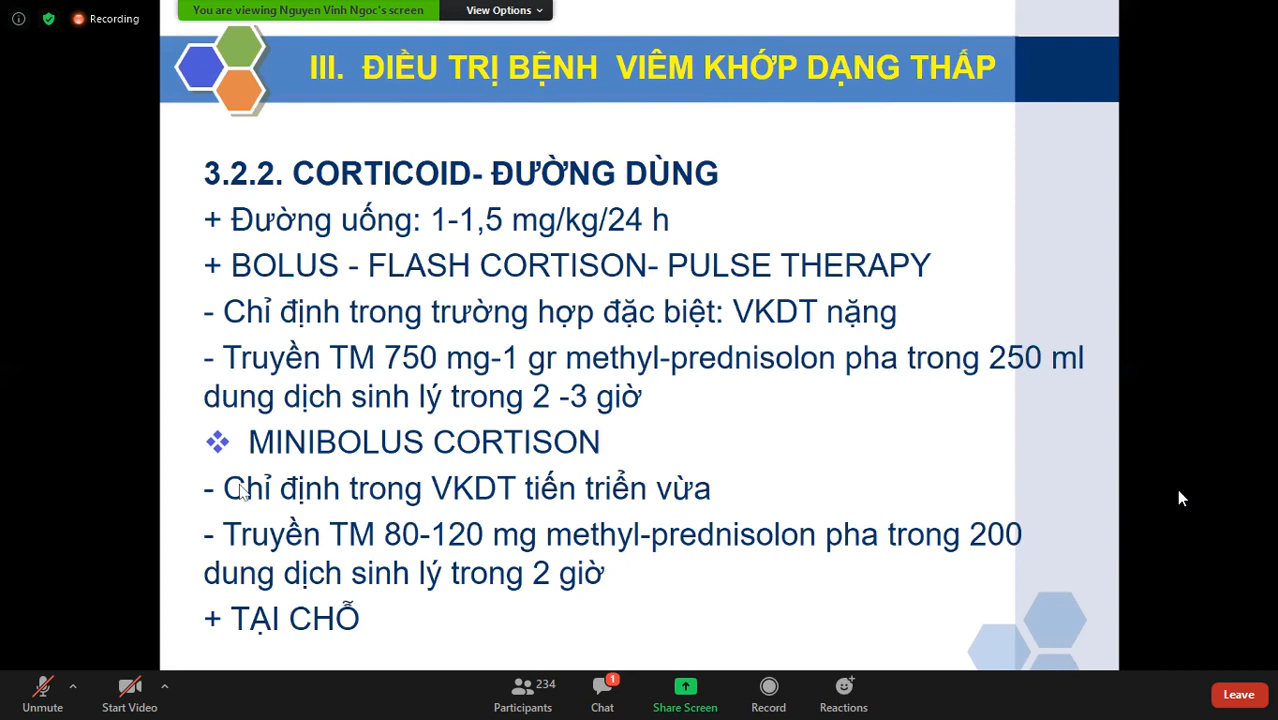 You are viewing Nguyen Vinh Ngoc's screen
View Options
Recording
III. ĐIỀU TRỊ BỆNH VIÊM KHỚP DẠNG THẤP
3.2.2. CORTICOID- ĐƯỜNG DÙNG
+ Đường uống: 1-1,5 mg/kg/24 h
+ BOLUS - FLASH CORTISON- PULSE THERAPY
- Chỉ định trong trường hợp đặc biệt: VKDT nặng
- Truyền TM 750 mg-1 gr methyl-prednisolon pha trong 250 ml
dung dịch sinh lý trong 2 -3 giờ
❖ MINIBOLUS CORTISON
- Chỉ định trong VKDT tiến triển vừa
- Truyền TM 80-120 mg methyl-prednisolon pha trong 200
dung dịch sinh lý trong 2 giờ
+ TẠI CHỖ
234
1
Unmute
Start Video
Participants
Chat
Share Screen
Record
Reactions
Leave